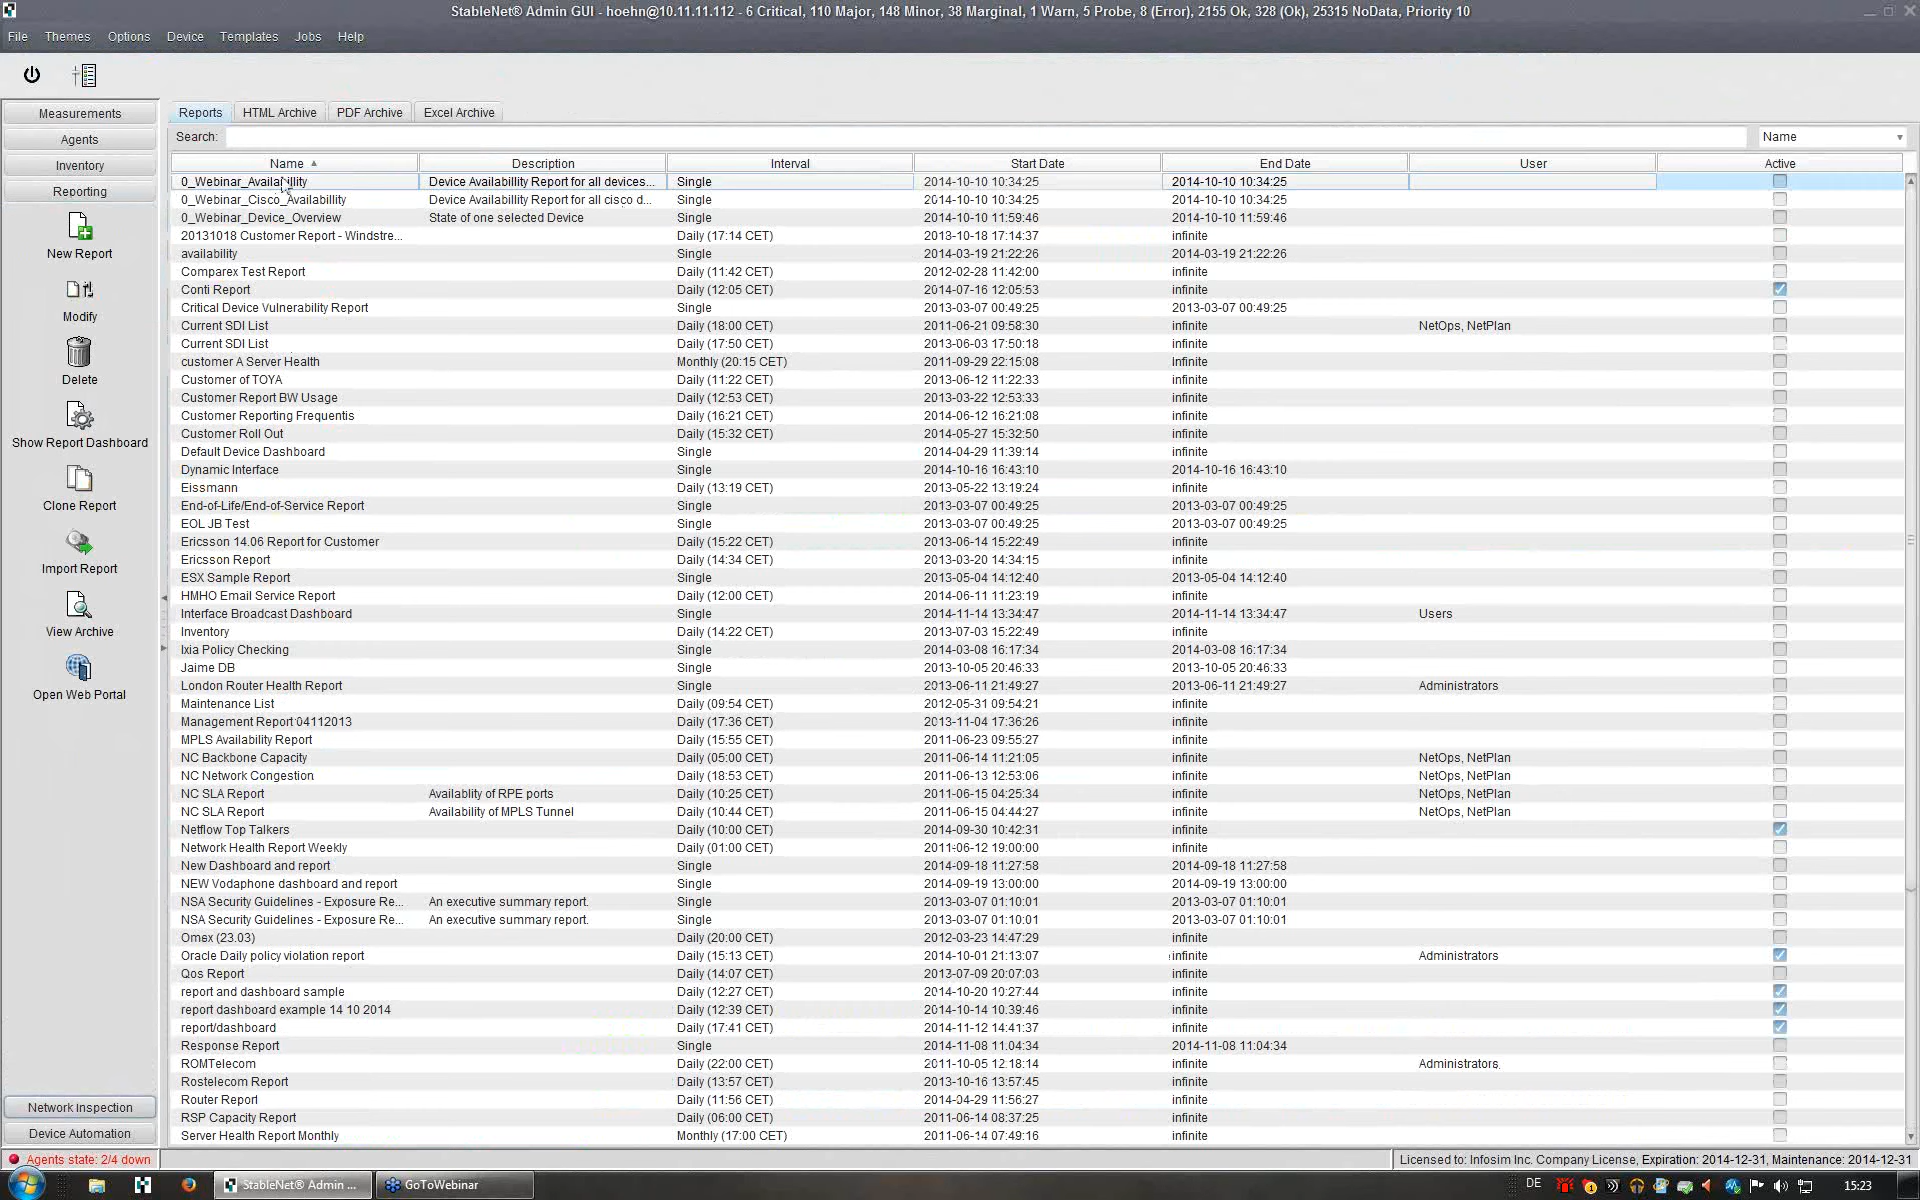 StableNet® Admin GUI - hoehn@10.11.11.112 - 6 Critical, 110 Major, 148 Minor, 38 Marginal, 1 Warn, 5 Probe, 8 (Error), 2155 Ok, 328 (Ok), 25315 NoData, Priority 10
File Themes Options Device Templates Jobs Help
Measurements
Agents
Inventory
Reporting
New Report
Modify
Delete
Show Report Dashboard
Clone Report
Import Report
View Archive
Open Web Portal
Network Inspection
Device Automation
Reports HTML Archive PDF Archive Excel Archive
Search: Name
Name Description Interval Start Date End Date User Active
0_Webinar_Availabillity Device Availabillity Report for all devices... Single 2014-10-10 10:34:25 2014-10-10 10:34:25
0_Webinar_Cisco_Availabillity Device Availabillity Report for all cisco d... Single 2014-10-10 10:34:25 2014-10-10 10:34:25
0_Webinar_Device_Overview State of one selected Device Single 2014-10-10 11:59:46 2014-10-10 11:59:46
20131018 Customer Report - Windstre... Daily (17:14 CET) 2013-10-18 17:14:37 infinite
availability Single 2014-03-19 21:22:26 2014-03-19 21:22:26
Comparex Test Report Daily (11:42 CET) 2012-02-28 11:42:00 infinite
Conti Report Daily (12:05 CET) 2014-07-16 12:05:53 infinite
Critical Device Vulnerability Report Single 2013-03-07 00:49:25 2013-03-07 00:49:25
Current SDI List Daily (18:00 CET) 2011-06-21 09:58:30 infinite NetOps, NetPlan
Current SDI List Daily (17:50 CET) 2013-06-03 17:50:18 infinite
customer A Server Health Monthly (20:15 CET) 2011-09-29 22:15:08 infinite
Customer of TOYA Daily (11:22 CET) 2013-06-12 11:22:33 infinite
Customer Report BW Usage Daily (12:53 CET) 2013-03-22 12:53:33 infinite
Customer Reporting Frequentis Daily (16:21 CET) 2014-06-12 16:21:08 infinite
Customer Roll Out Daily (15:32 CET) 2014-05-27 15:32:50 infinite
Default Device Dashboard Single 2014-04-29 11:39:14 infinite
Dynamic Interface Single 2014-10-16 16:43:10 2014-10-16 16:43:10
Eissmann Daily (13:19 CET) 2013-05-22 13:19:24 infinite
End-of-Life/End-of-Service Report Single 2013-03-07 00:49:25 2013-03-07 00:49:25
EOL JB Test Single 2013-03-07 00:49:25 2013-03-07 00:49:25
Ericsson 14.06 Report for Customer Daily (15:22 CET) 2013-06-14 15:22:49 infinite
Ericsson Report Daily (14:34 CET) 2013-03-20 14:34:15 infinite
ESX Sample Report Single 2013-05-04 14:12:40 2013-05-04 14:12:40
HMHO Email Service Report Daily (12:00 CET) 2014-06-11 11:23:19 infinite
Interface Broadcast Dashboard Single 2014-11-14 13:34:47 2014-11-14 13:34:47 Users
Inventory Daily (14:22 CET) 2013-07-03 15:22:49 infinite
Ixia Policy Checking Single 2014-03-08 16:17:34 2014-03-08 16:17:34
Jaime DB Single 2013-10-05 20:46:33 2013-10-05 20:46:33
London Router Health Report Single 2013-06-11 21:49:27 2013-06-11 21:49:27 Administrators
Maintenance List Daily (09:54 CET) 2012-05-31 09:54:21 infinite
Management Report 04112013 Daily (17:36 CET) 2013-11-04 17:36:26 infinite
MPLS Availability Report Daily (15:55 CET) 2011-06-23 09:55:27 infinite
NC Backbone Capacity Daily (05:00 CET) 2011-06-14 11:21:05 infinite NetOps, NetPlan
NC Network Congestion Daily (18:53 CET) 2011-06-13 12:53:06 infinite NetOps, NetPlan
NC SLA Report Availablity of RPE ports Daily (10:25 CET) 2011-06-15 04:25:34 infinite NetOps, NetPlan
NC SLA Report Availability of MPLS Tunnel Daily (10:44 CET) 2011-06-15 04:44:27 infinite NetOps, NetPlan
Netflow Top Talkers Daily (10:00 CET) 2014-09-30 10:42:31 infinite
Network Health Report Weekly Daily (01:00 CET) 2011-06-12 19:00:00 infinite
New Dashboard and report Single 2014-09-18 11:27:58 2014-09-18 11:27:58
NEW Vodaphone dashboard and report Single 2014-09-19 13:00:00 2014-09-19 13:00:00
NSA Security Guidelines - Exposure Re... An executive summary report. Single 2013-03-07 01:10:01 2013-03-07 01:10:01
NSA Security Guidelines - Exposure Re... An executive summary report. Single 2013-03-07 01:10:01 2013-03-07 01:10:01
Omex (23.03) Daily (20:00 CET) 2012-03-23 14:47:29 infinite
Oracle Daily policy violation report Daily (15:13 CET) 2014-10-01 21:13:07 infinite Administrators
Qos Report Daily (14:07 CET) 2013-07-09 20:07:03 infinite
report and dashboard sample Daily (12:27 CET) 2014-10-20 10:27:44 infinite
report dashboard example 14 10 2014 Daily (12:39 CET) 2014-10-14 10:39:46 infinite
report/dashboard Daily (17:41 CET) 2014-11-12 14:41:37 infinite
Response Report Single 2014-11-08 11:04:34 2014-11-08 11:04:34
ROMTelecom Daily (22:00 CET) 2011-10-05 12:18:14 infinite Administrators
Rostelecom Report Daily (13:57 CET) 2013-10-16 13:57:45 infinite
Router Report Daily (11:56 CET) 2014-04-29 11:56:27 infinite
RSP Capacity Report Daily (06:00 CET) 2011-06-14 08:37:25 infinite
Server Health Report Monthly Monthly (17:00 CET) 2011-06-14 07:49:16 infinite
Agents state: 2/4 down Licensed to: Infosim Inc. Company License, Expiration: 2014-12-31, Maintenance: 2014-12-31
StableNet® Admin ... GoToWebinar DE 15:23